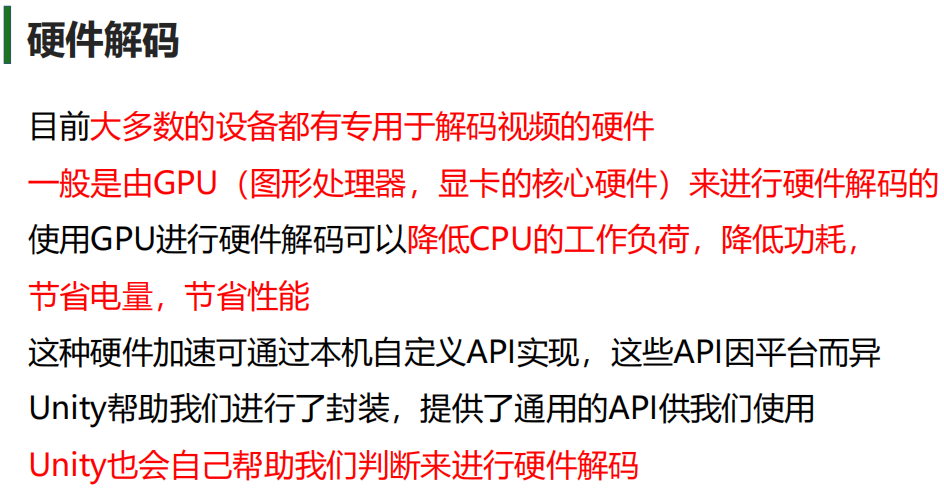 硬件解码
目前大多数的设备都有专用于解码视频的硬件
一般是由GPU（图形处理器，显卡的核心硬件）来进行硬件解码的
使用GPU进行硬件解码可以降低CPU的工作负荷，降低功耗，
节省电量，节省性能
这种硬件加速可通过本机自定义API实现，这些API因平台而异
Unity帮助我们进行了封装，提供了通用的API供我们使用
Unity也会自己帮助我们判断来进行硬件解码